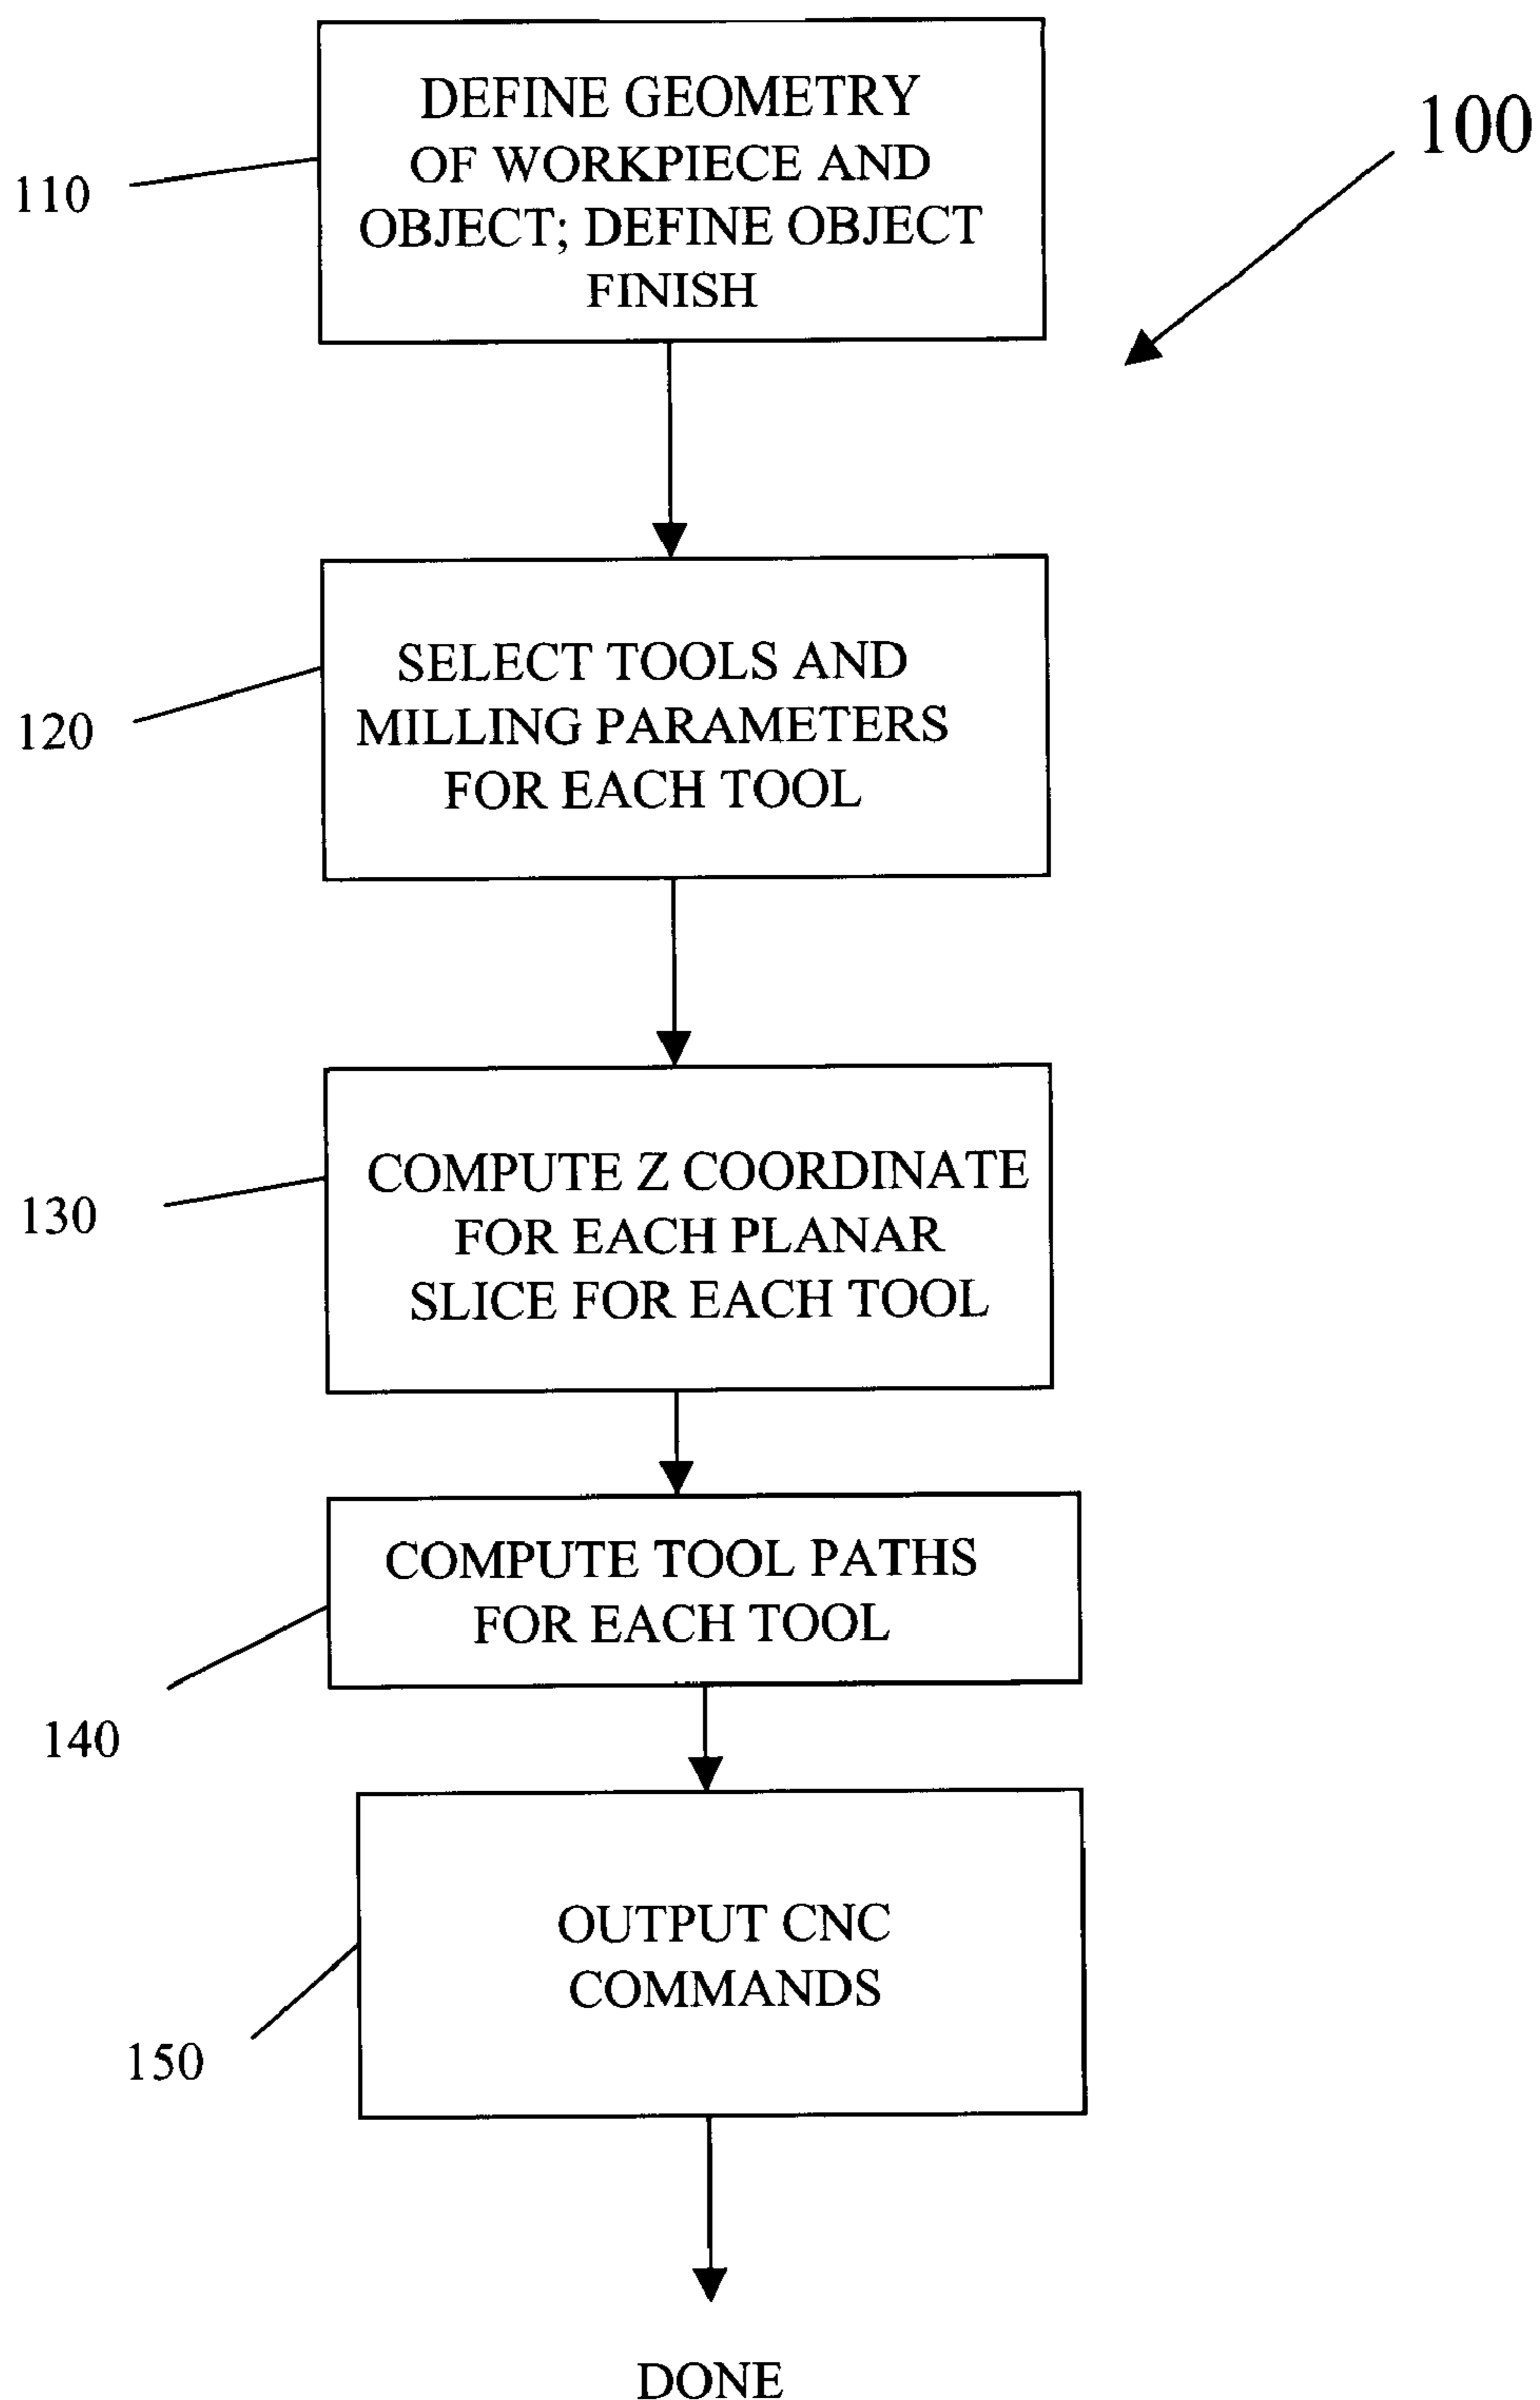 DEFINE GEOMETRY
OF WORKPIECE AND
OBJECT; DEFINE OBJECT
FINISH
100
110
SELECT TOOLS AND
MILLING PARAMETERS
FOR EACH TOOL
120
COMPUTE Z COORDINATE
FOR EACH PLANAR
SLICE FOR EACH TOOL
130
COMPUTE TOOL PATHS
FOR EACH TOOL
140
OUTPUT CNC
COMMANDS
150
DONE